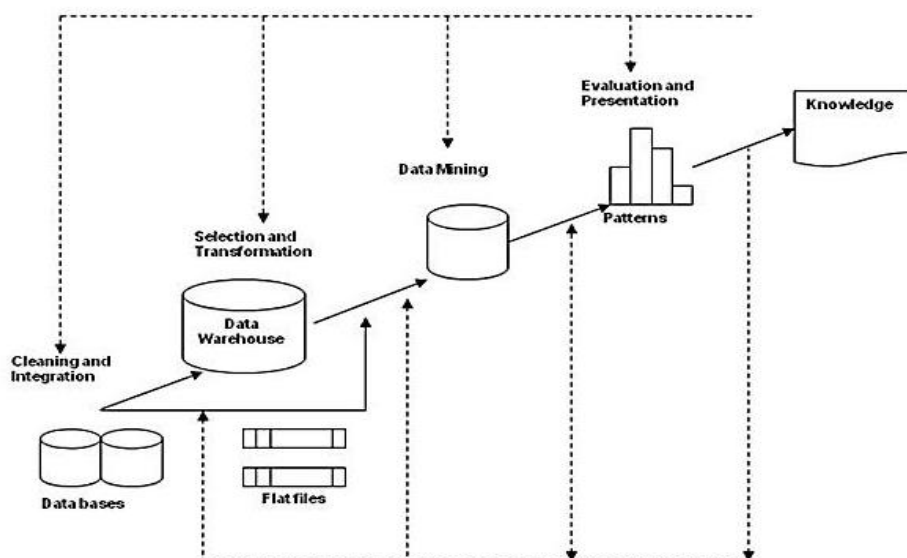 Evaluation and
Presentation
Knowledge
Data Mining
Patterns
Selection and
Transformation
Data
Warehouse
Cleaning and
Integration
Data bases
Flat files